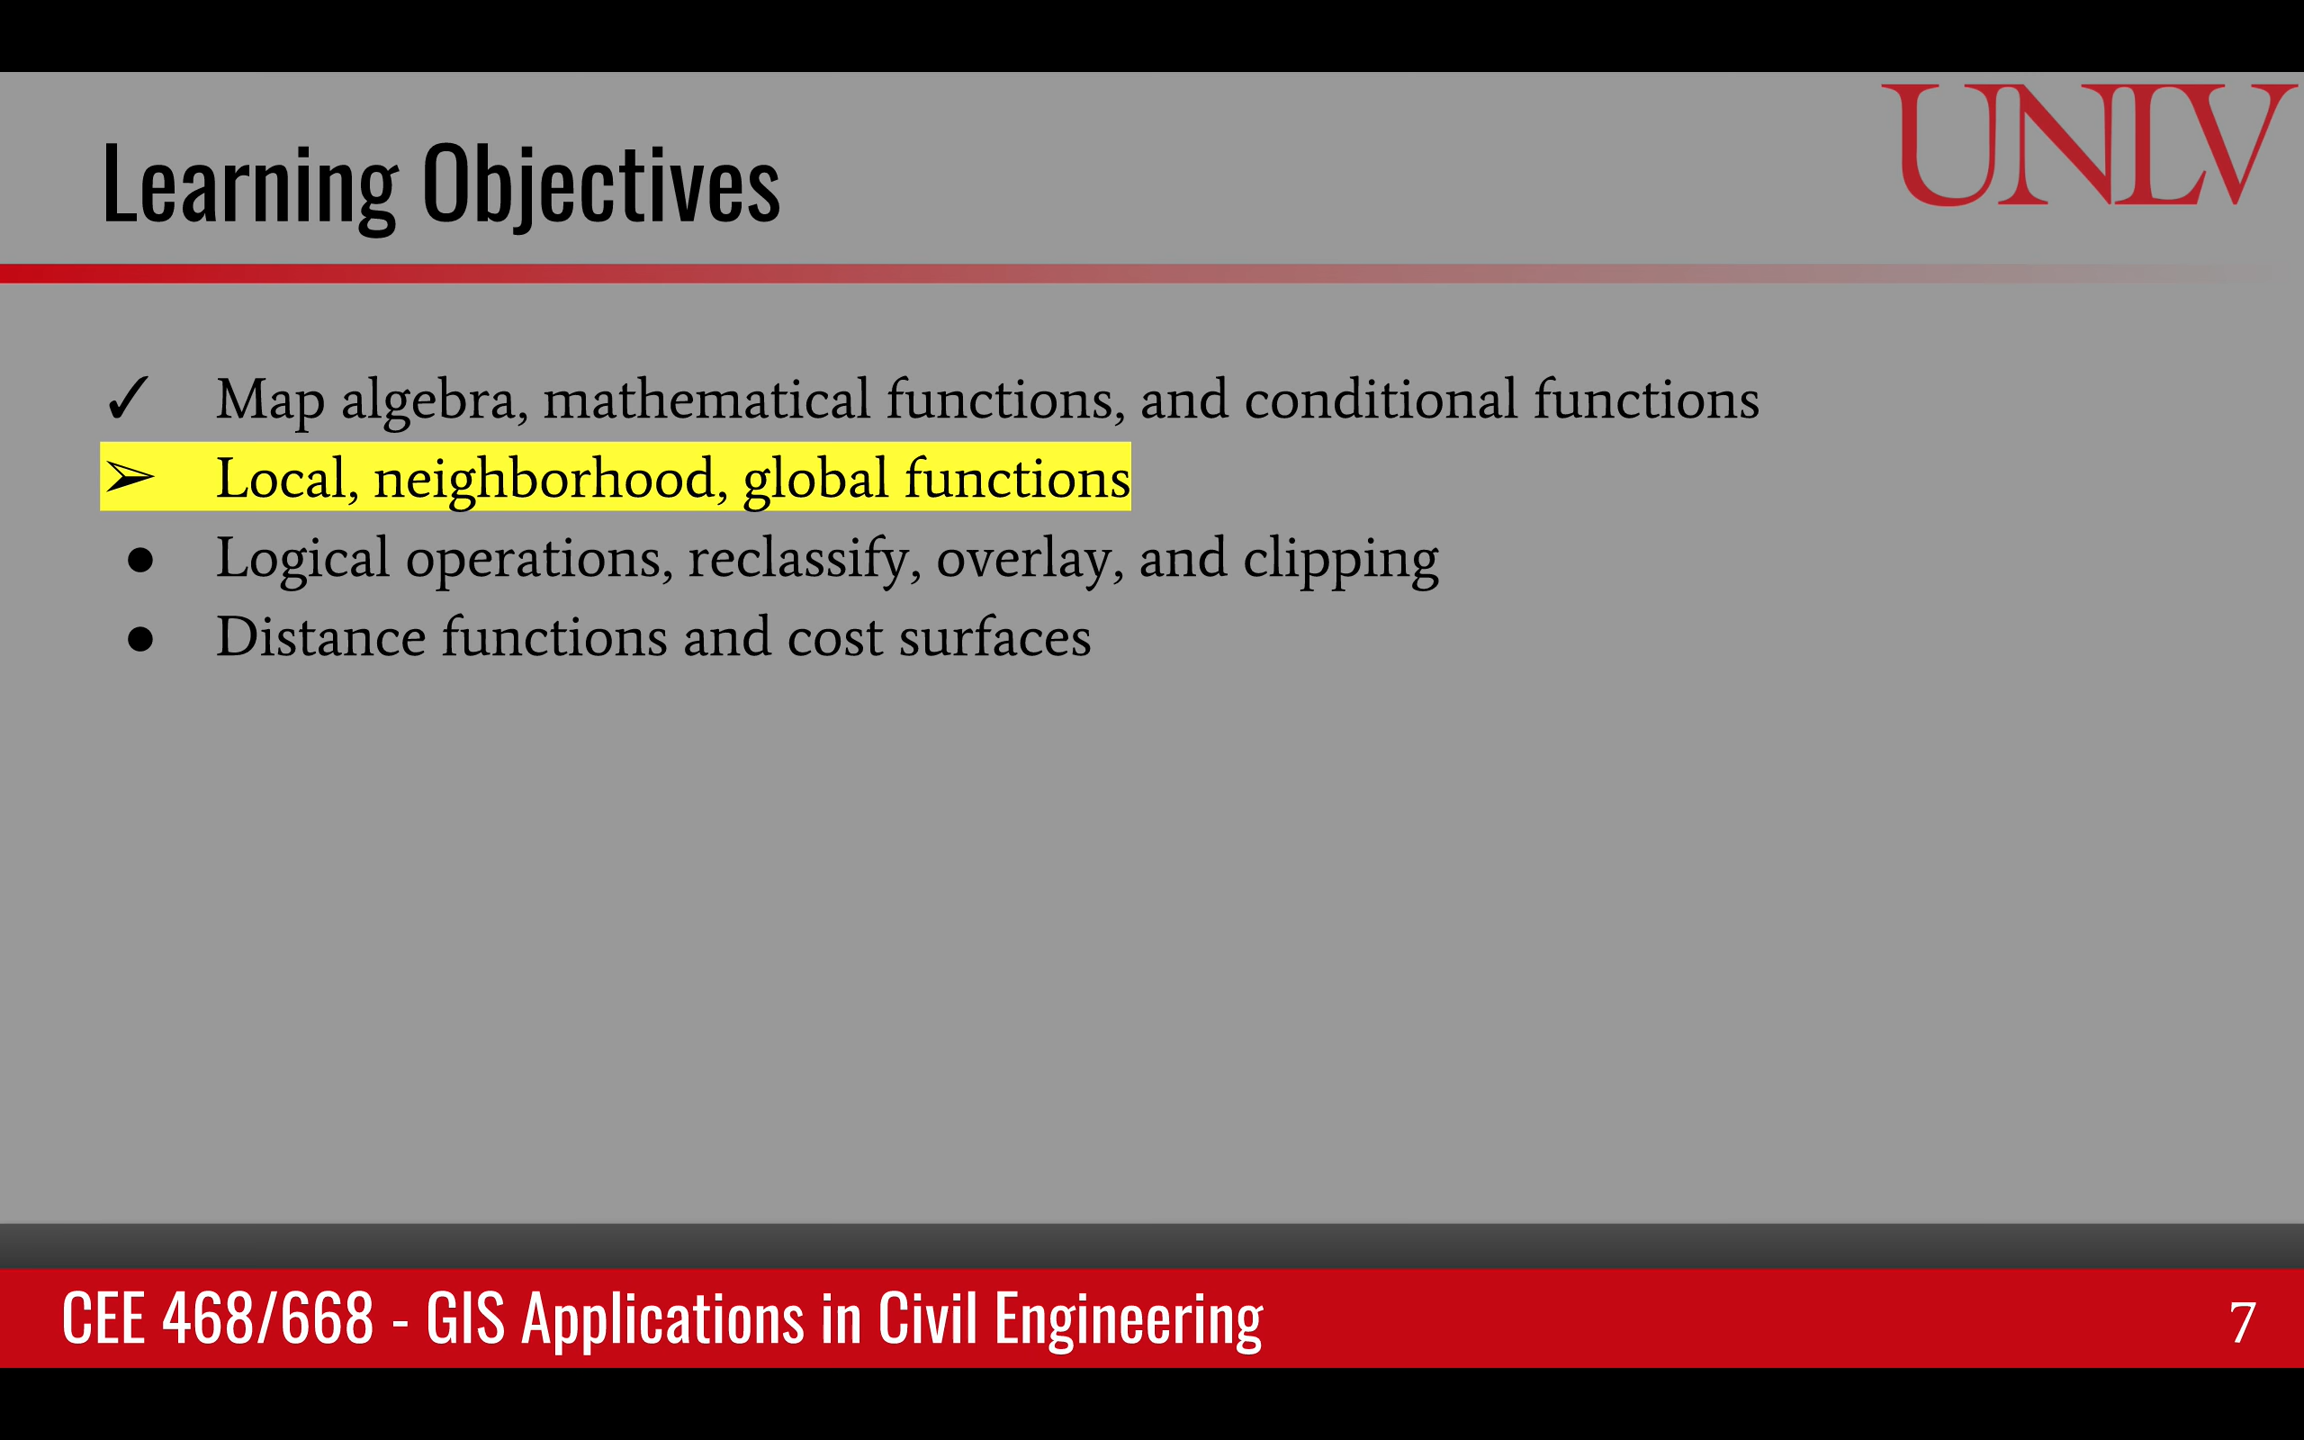 UNLV
Learning Objectives
✓ Map algebra, mathematical functions, and conditional functions
➢ Local, neighborhood, global functions
● Logical operations, reclassify, overlay, and clipping
● Distance functions and cost surfaces
CEE 468/668 - GIS Applications in Civil Engineering
7